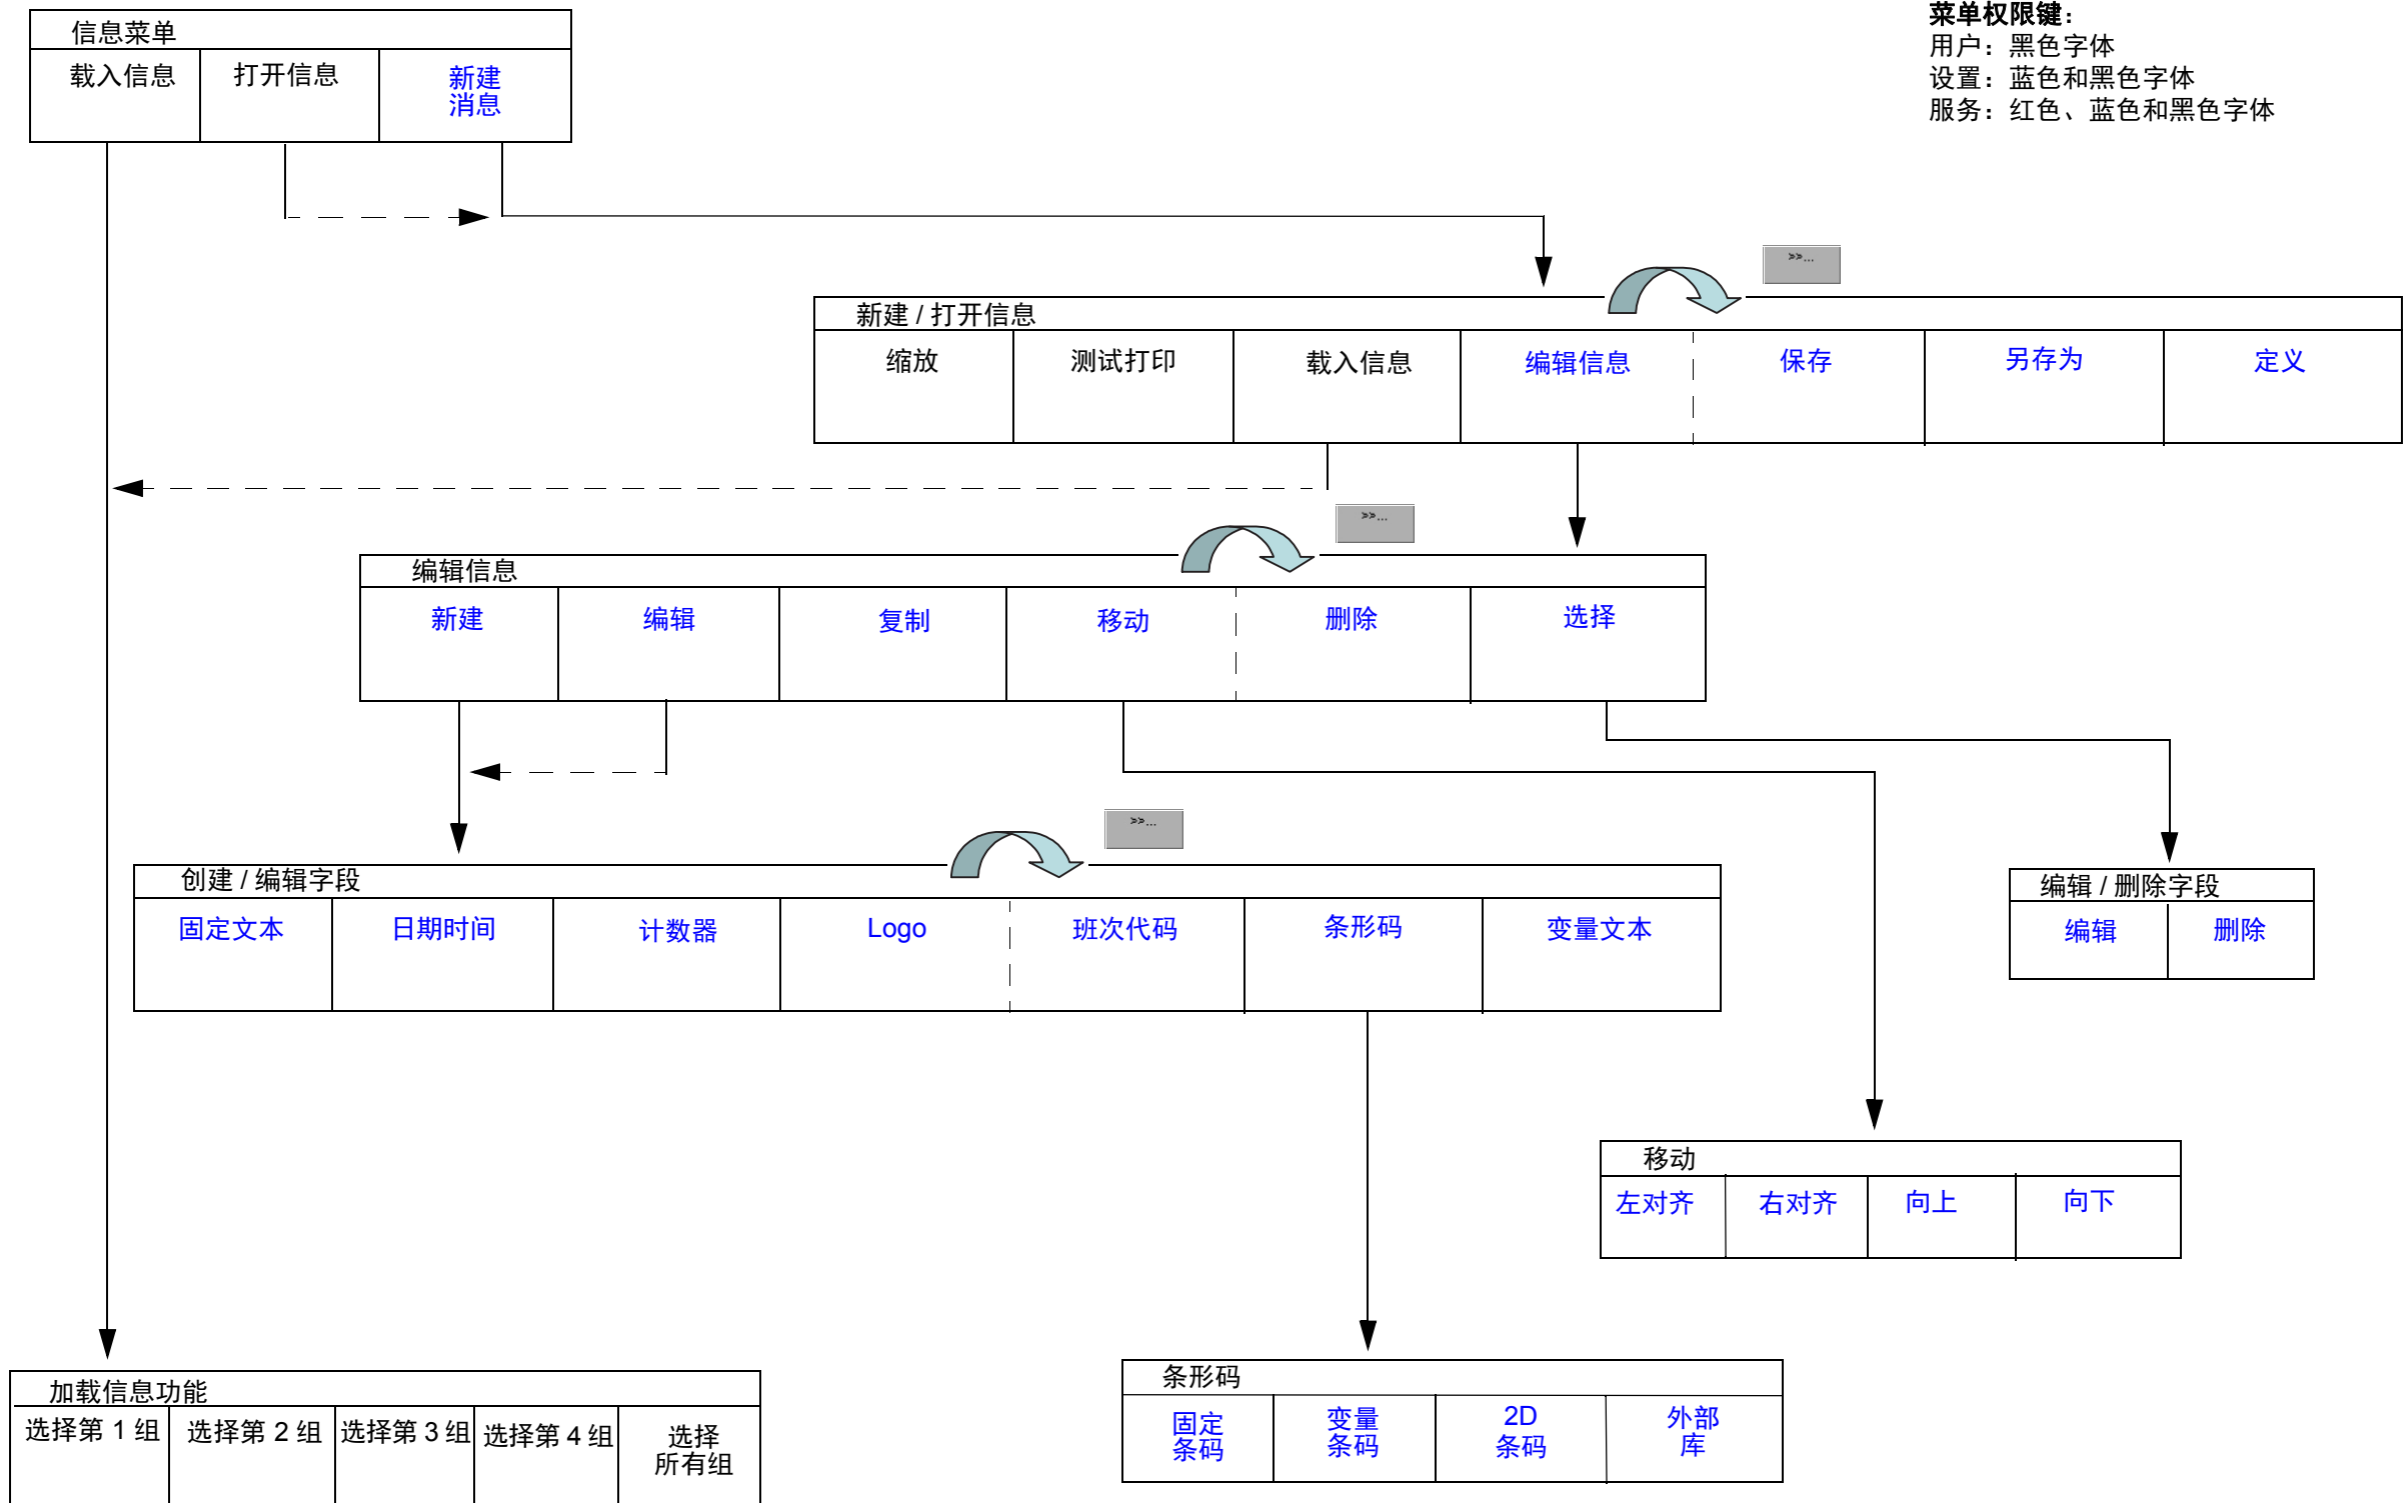 菜单权限键：
用户：黑色字体
设置：蓝色和黑色字体
服务：红色、蓝色和黑色字体
信息菜单
载入信息
打开信息
新建
消息
>>...
新建 / 打开信息
缩放
测试打印
载入信息
编辑信息
保存
另存为
定义
>>...
编辑信息
新建
编辑
复制
移动
删除
选择
>>...
创建 / 编辑字段
固定文本
日期时间
计数器
Logo
班次代码
条形码
变量文本
编辑 / 删除字段
编辑
删除
移动
左对齐
右对齐
向上
向下
加载信息功能
选择第 1 组
选择第 2 组
选择第 3 组
选择第 4 组
选择
所有组
条形码
固定
条码
变量
条码
2D
条码
外部
库